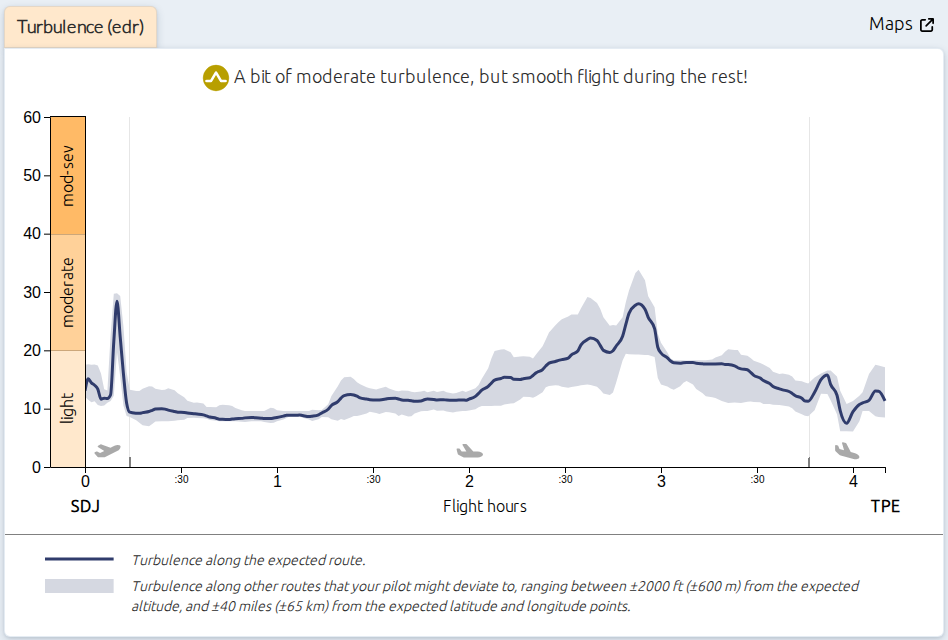 Turbulence (edr)
Maps
A bit of moderate turbulence, but smooth flight during the rest!
60
50
40
30
20
10
0
mod-sev
moderate
light
0 :30 1 :30 2 :30 3 :30 4
SDJ Flight hours TPE
Turbulence along the expected route.
Turbulence along other routes that your pilot might deviate to, ranging between ±2000 ft (±600 m) from the expected
altitude, and ±40 miles (±65 km) from the expected latitude and longitude points.